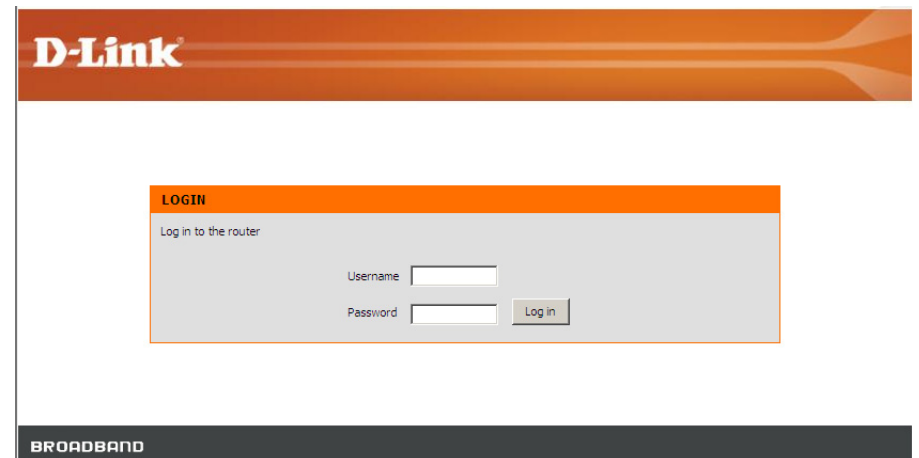 D-Link
LOGIN
Log in to the router
Username
Password Log in
BROADBAND